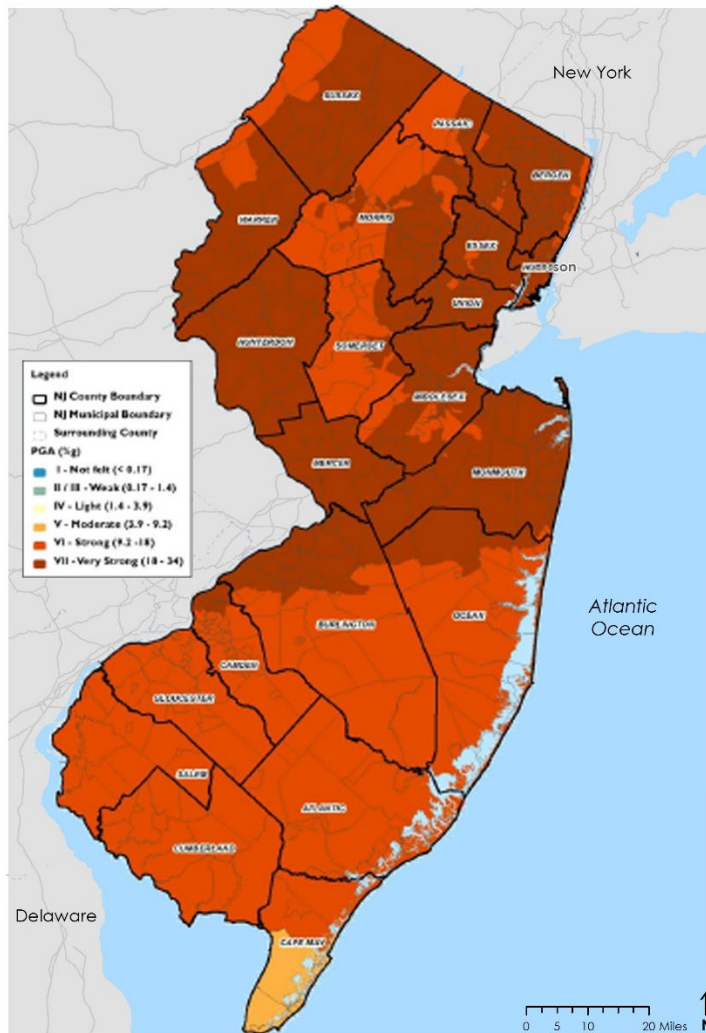 New York
SUSSEX
PASSAIC
BERGEN
WARREN
MORRIS
ESSEX
Hudson
UNION
HUNTERDON
SOMERSET
MIDDLESEX
MERCER
MONMOUTH
Legend
NJ County Boundary
NJ Municipal Boundary
Surrounding County
PGA (%g)
I - Not felt (< 0.17)
II / III - Weak (0.17 - 1.4)
IV - Light (1.4 - 3.9)
V - Moderate (3.9 - 9.2)
VI - Strong (9.2 -18)
VII - Very Strong (18 - 34)
Atlantic
Ocean
BURLINGTON
OCEAN
CAMDEN
GLOUCESTER
SALEM
ATLANTIC
CUMBERLAND
Delaware
CAPE MAY
0 5 10 20 Miles
N